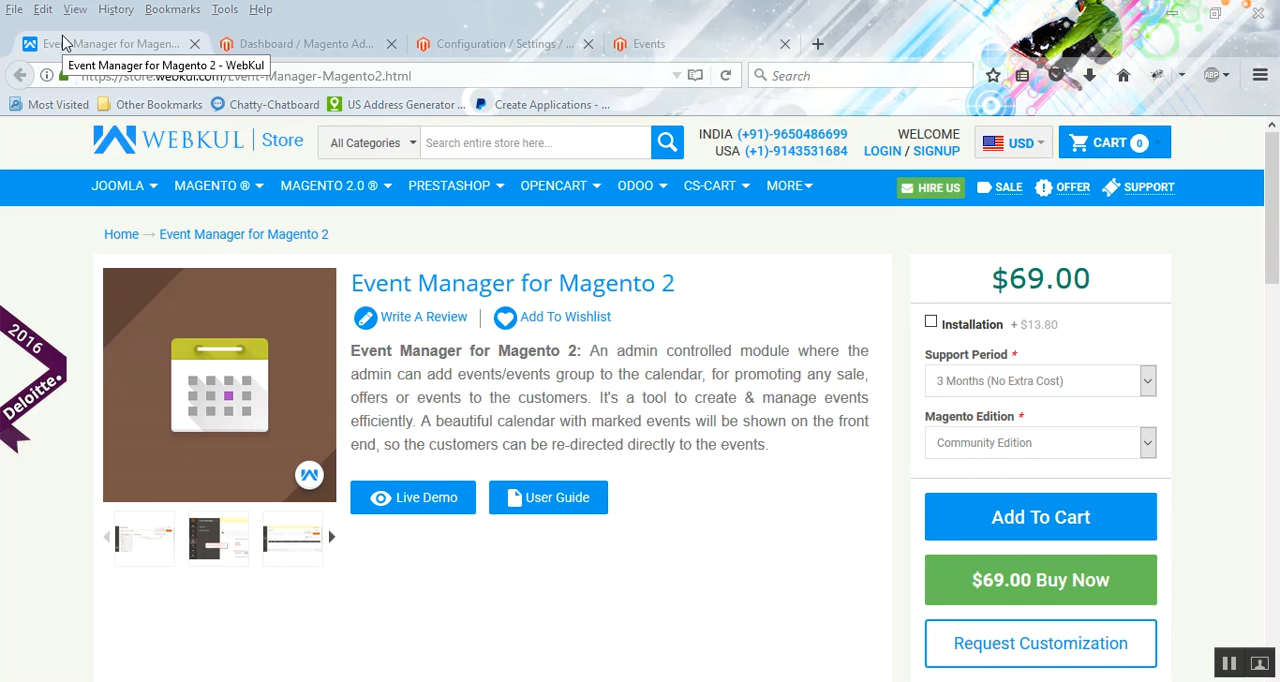 File Edit View History Bookmarks Tools Help
Manager for Magen...
Dashboard / Magento Ad...
Configuration / Settings / ...
Events
Event Manager for Magento 2 - WebKul
https://store.webkul.com/Event-Manager-Magento2.html
Search
ABP
Most Visited
Other Bookmarks
Chatty-Chatboard
US Address Generator ...
Create Applications - ...
WEBKUL | Store
All Categories
Search entire store here...
INDIA (+91)-9650486699
USA (+1)-9143531684
WELCOME
LOGIN / SIGNUP
USD
CART 0
JOOMLA MAGENTO ® MAGENTO 2.0 ® PRESTASHOP OPENCART ODOO CS-CART MORE
HIRE US SALE OFFER SUPPORT
Home → Event Manager for Magento 2
2016
Deloitte.
Event Manager for Magento 2
Write A Review | Add To Wishlist
Event Manager for Magento 2: An admin controlled module where the
admin can add events/events group to the calendar, for promoting any sale,
offers or events to the customers. It's a tool to create & manage events
efficiently. A beautiful calendar with marked events will be shown on the front
end, so the customers can be re-directed directly to the events.
Live Demo
User Guide
$69.00
Installation + $13.80
Support Period *
3 Months (No Extra Cost)
Magento Edition *
Community Edition
Add To Cart
$69.00 Buy Now
Request Customization